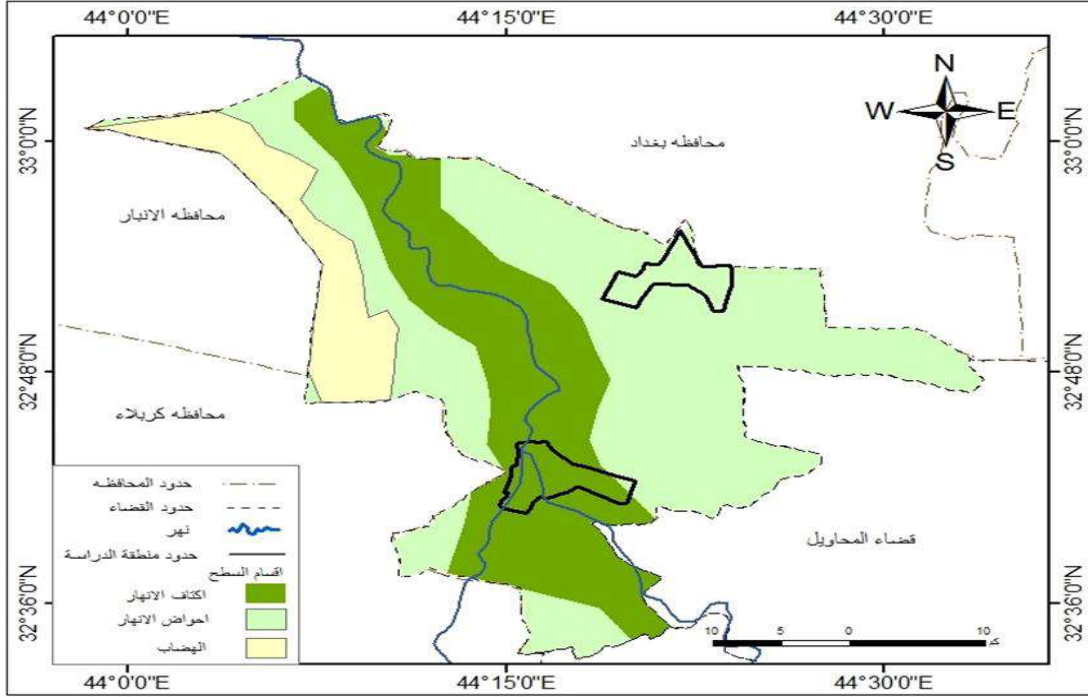 44°0'0"E
44°15'0"E
44°30'0"E
N
W
E
S
33°0'0"N
33°0'0"N
محافظه بغداد
محافظه الانبار
32°48'0"N
32°48'0"N
محافظه كربلاء
حدود المحافظه
حدود القضاء
نهر
حدود منطقة الدراسة
اقسام السطح
اكتاف الانهار
احواض الانهار
الهضاب
قضاء المحاويل
32°36'0"N
32°36'0"N
10 5 0 10
كم
44°0'0"E
44°15'0"E
44°30'0"E